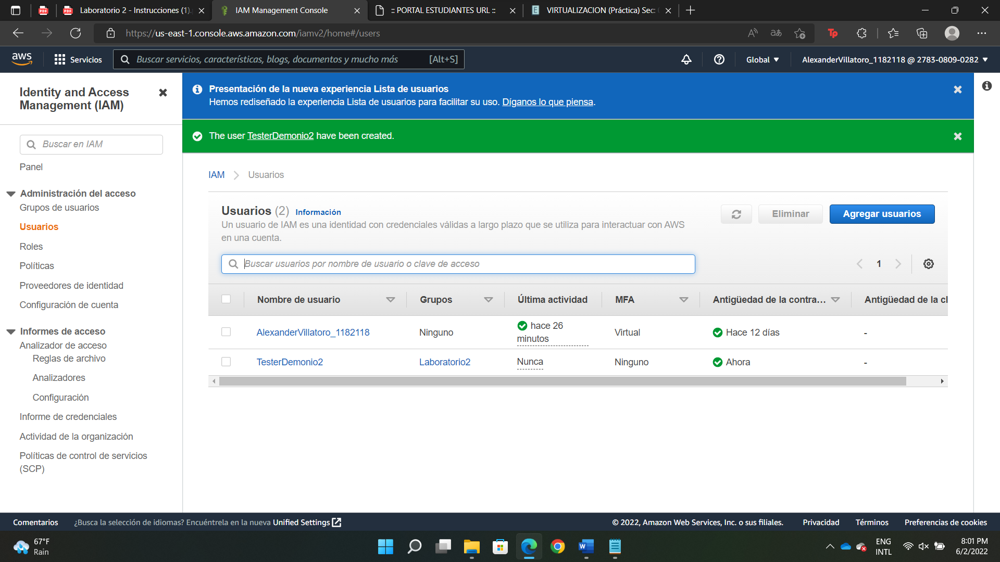 Laboratorio 2 - Instrucciones (1).p
IAM Management Console
:: PORTAL ESTUDIANTES URL ::
VIRTUALIZACION (Práctica) Sec:
https://us-east-1.console.aws.amazon.com/iamv2/home#/users
aws
Servicios
Buscar servicios, características, blogs, documentos y mucho más [Alt+S]
Global
AlexanderVillatoro_1182118 @ 2783-0809-0282
Identity and Access
Management (IAM)
Buscar en IAM
Panel
Administración del acceso
Grupos de usuarios
Usuarios
Roles
Políticas
Proveedores de identidad
Configuración de cuenta
Informes de acceso
Analizador de acceso
Reglas de archivo
Analizadores
Configuración
Informe de credenciales
Actividad de la organización
Políticas de control de servicios
(SCP)
Presentación de la nueva experiencia Lista de usuarios
Hemos rediseñado la experiencia Lista de usuarios para facilitar su uso. Díganos lo que piensa.
The user TesterDemonio2 have been created.
IAM > Usuarios
Usuarios (2) Información
Eliminar
Agregar usuarios
Un usuario de IAM es una identidad con credenciales válidas a largo plazo que se utiliza para interactuar con AWS
en una cuenta.
Buscar usuarios por nombre de usuario o clave de acceso
1
Nombre de usuario Grupos Última actividad MFA Antigüedad de la contra... Antigüedad de la cl
AlexanderVillatoro_1182118 Ninguno hace 26 minutos Virtual Hace 12 días -
TesterDemonio2 Laboratorio2 Nunca Ninguno Ahora -
Comentarios ¿Busca la selección de idiomas? Encuéntrela en la nueva Unified Settings
© 2022, Amazon Web Services, Inc. o sus filiales. Privacidad Términos Preferencias de cookies
67°F
Rain
ENG
INTL
8:01 PM
6/2/2022